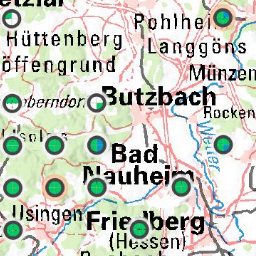 Pohlhei
Hüttenberg
Langgöns
öffengrund
Münzen
Butzbach
Rocken
Wetter
Bad
Nauheim
Usingen
Friedberg
(Hessen)